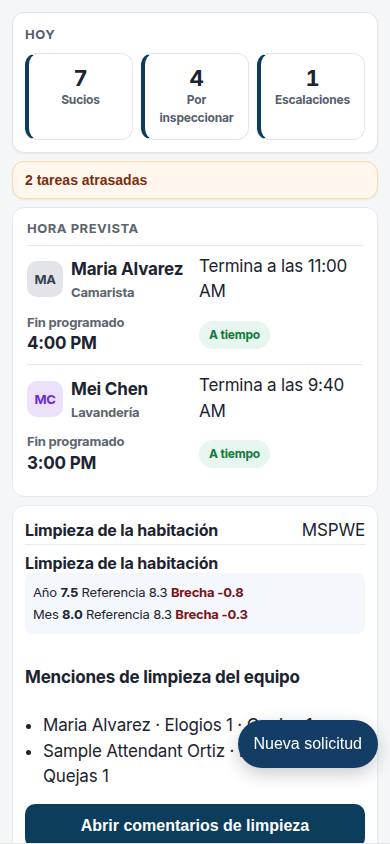 HOY
7
Sucios
4
Por
inspeccionar
1
Escalaciones
2 tareas atrasadas
HORA PREVISTA
MA
Maria Alvarez
Camarista
Termina a las 11:00
AM
Fin programado
4:00 PM
A tiempo
MC
Mei Chen
Lavandería
Termina a las 9:40
AM
Fin programado
3:00 PM
A tiempo
Limpieza de la habitación
MSPWE
Limpieza de la habitación
Año 7.5 Referencia 8.3 Brecha -0.8
Mes 8.0 Referencia 8.3 Brecha -0.3
Menciones de limpieza del equipo
• Maria Alvarez · Elogios 1 ·
• Sample Attendant Ortiz ·
Quejas 1
Nueva solicitud
Abrir comentarios de limpieza